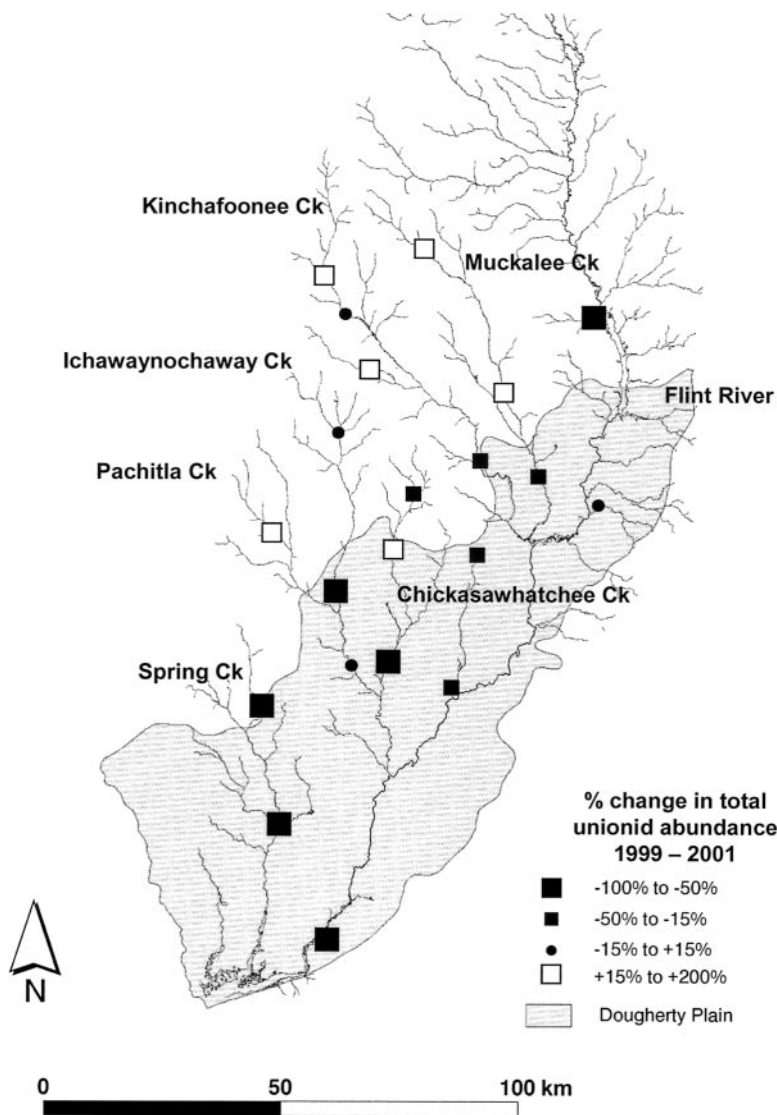 Kinchafoonee Ck
Muckalee Ck
Ichawaynochaway Ck
Flint River
Pachitla Ck
Chickasawhatchee Ck
Spring Ck
% change in total
unionid abundance
1999 – 2001
-100% to -50%
-50% to -15%
-15% to +15%
+15% to +200%
Dougherty Plain
N
0 50 100 km